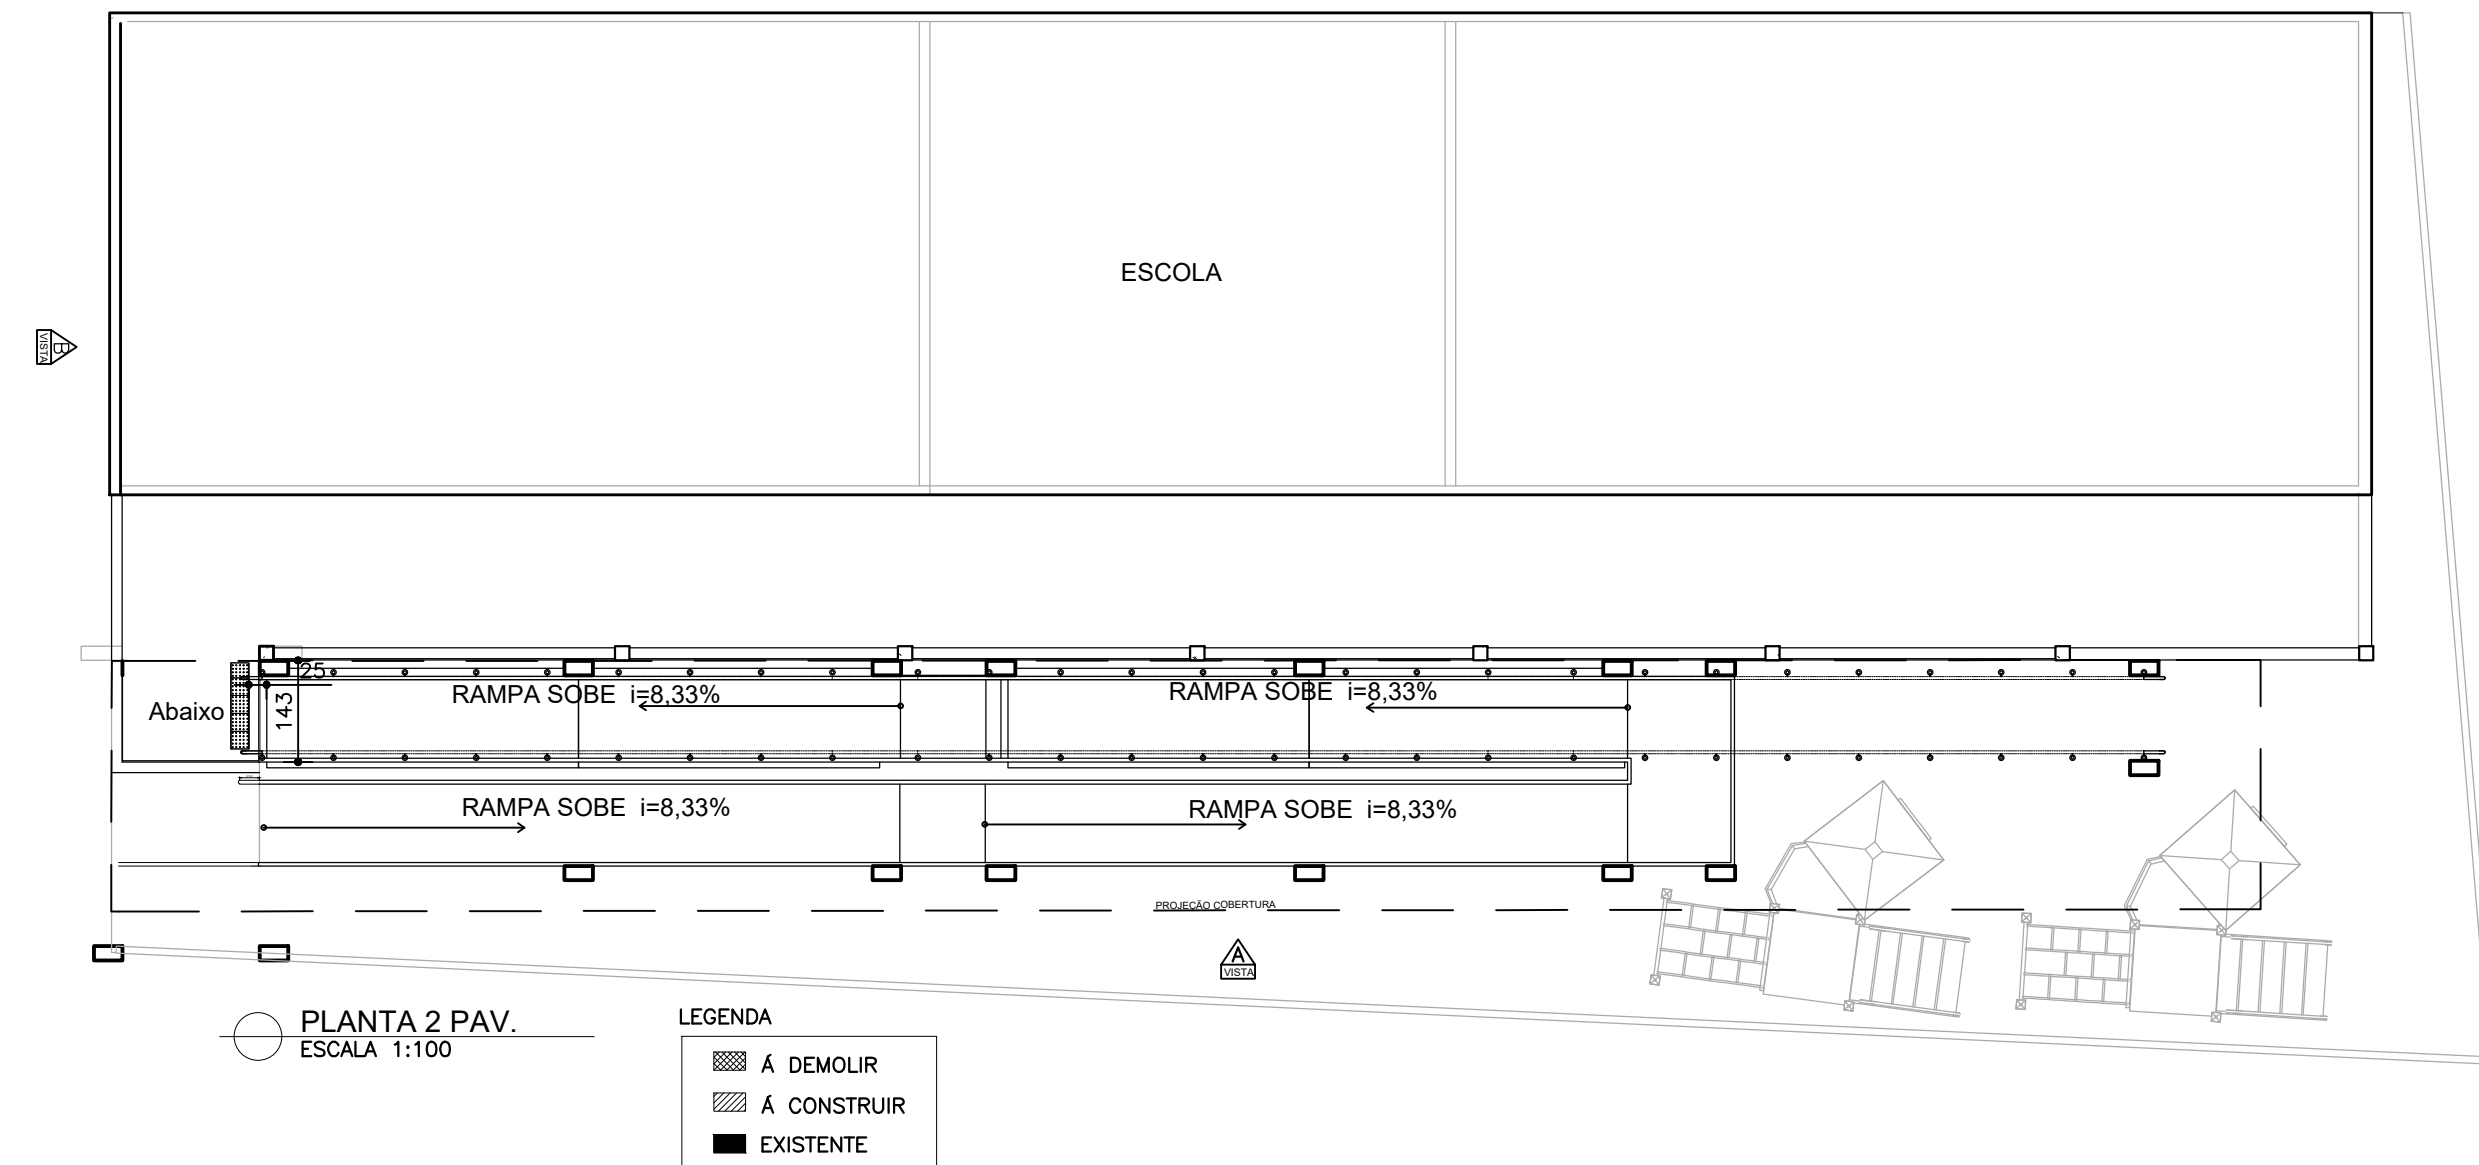 ESCOLA
B
VISTA
25
RAMPA SOBE i=8,33%
RAMPA SOBE i=8,33%
Abaixo
143
RAMPA SOBE i=8,33%
RAMPA SOBE i=8,33%
PROJEÇÃO COBERTURA
A
VISTA
PLANTA 2 PAV.
ESCALA 1:100
LEGENDA
Á DEMOLIR
Á CONSTRUIR
EXISTENTE